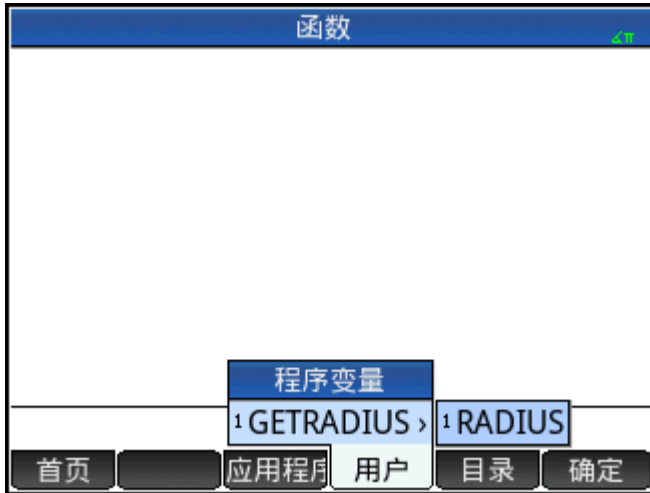 函数
∡π
程序变量
1 GETRADIUS ›
1 RADIUS
首页 应用程序 用户 目录 确定